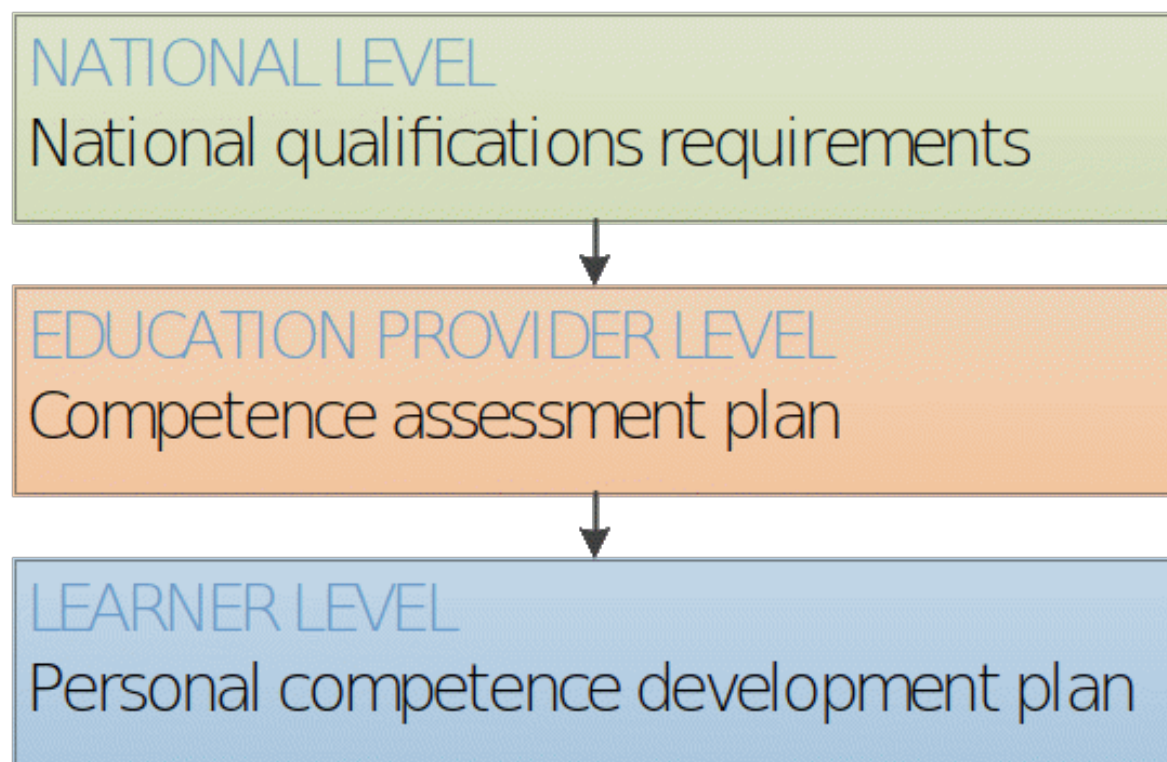 NATIONAL LEVEL
National qualifications requirements
EDUCATION PROVIDER LEVEL
Competence assessment plan
LEARNER LEVEL
Personal competence development plan